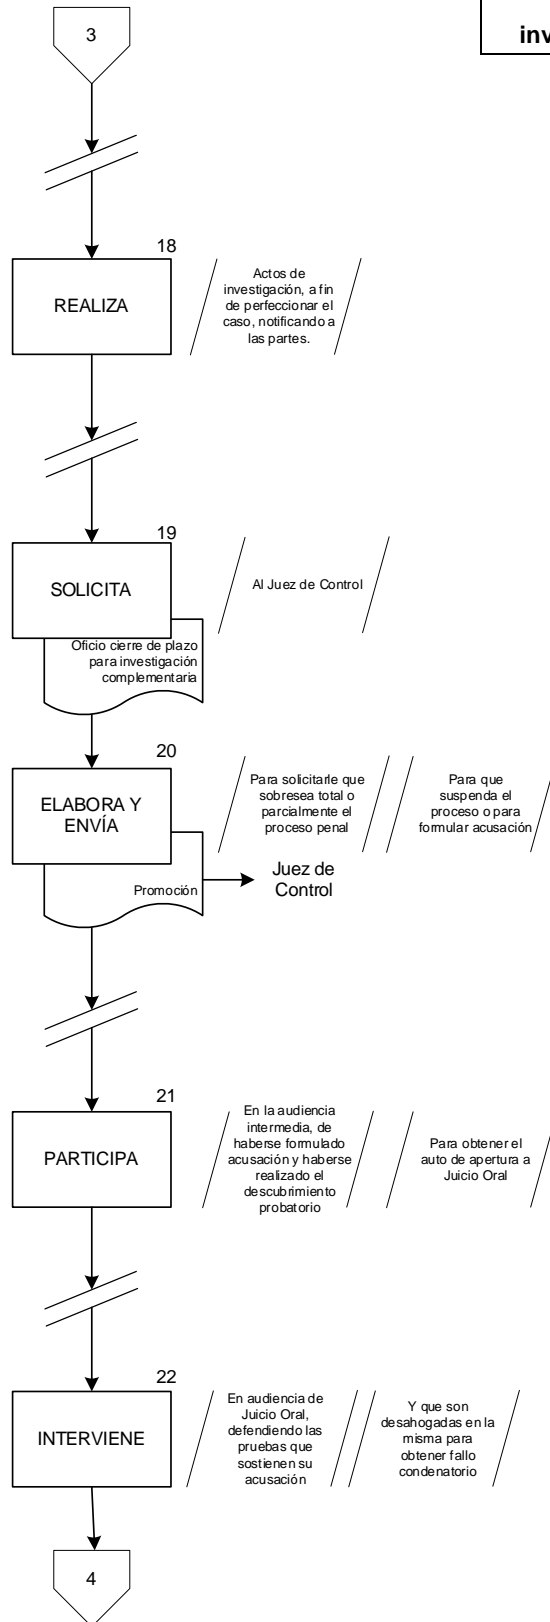 3
inv
18
REALIZA
Actos de
investigación, a fin
de perfeccionar el
caso, notificando a
las partes.
19
SOLICITA
Al Juez de Control
Oficio cierre de plazo
para investigación
complementaria
20
ELABORA Y
ENVÍA
Para solicitarle que
sobresea total o
parcialmente el
proceso penal
Para que
suspenda el
proceso o para
formular acusación
Promoción
Juez de
Control
21
PARTICIPA
En la audiencia
intermedia, de
haberse formulado
acusación y haberse
realizado el
descubrimiento
probatorio
Para obtener el
auto de apertura a
Juicio Oral
22
INTERVIENE
En audiencia de
Juicio Oral,
defendiendo las
pruebas que
sostienen su
acusación
Y que son
desahogadas en la
misma para
obtener fallo
condenatorio
4